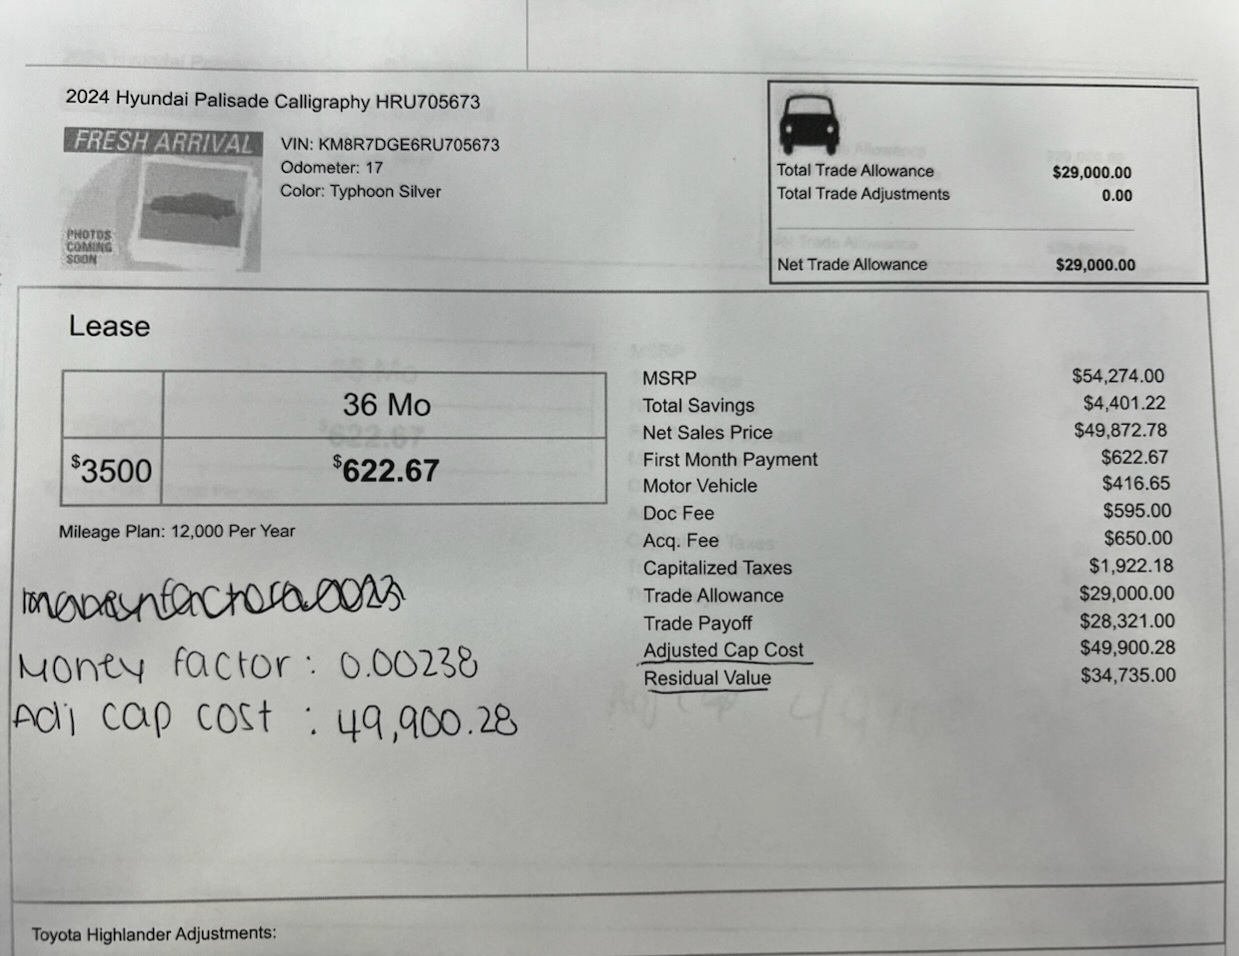 2024 Hyundai Palisade Calligraphy HRU705673
FRESH ARRIVAL
PHOTOS
COMING
SOON
VIN: KM8R7DGE6RU705673
Odometer: 17
Color: Typhoon Silver
Total Trade Allowance $29,000.00
Total Trade Adjustments 0.00
Net Trade Allowance $29,000.00
Lease
36 Mo
$3500 $622.67
Mileage Plan: 12,000 Per Year
MSRP $54,274.00
Total Savings $4,401.22
Net Sales Price $49,872.78
First Month Payment $622.67
Motor Vehicle $416.65
Doc Fee $595.00
Acq. Fee $650.00
Capitalized Taxes $1,922.18
Trade Allowance $29,000.00
Trade Payoff $28,321.00
Adjusted Cap Cost $49,900.28
Residual Value $34,735.00
Money factor: 0.00238
Adj cap cost : 49,900.28
Toyota Highlander Adjustments: